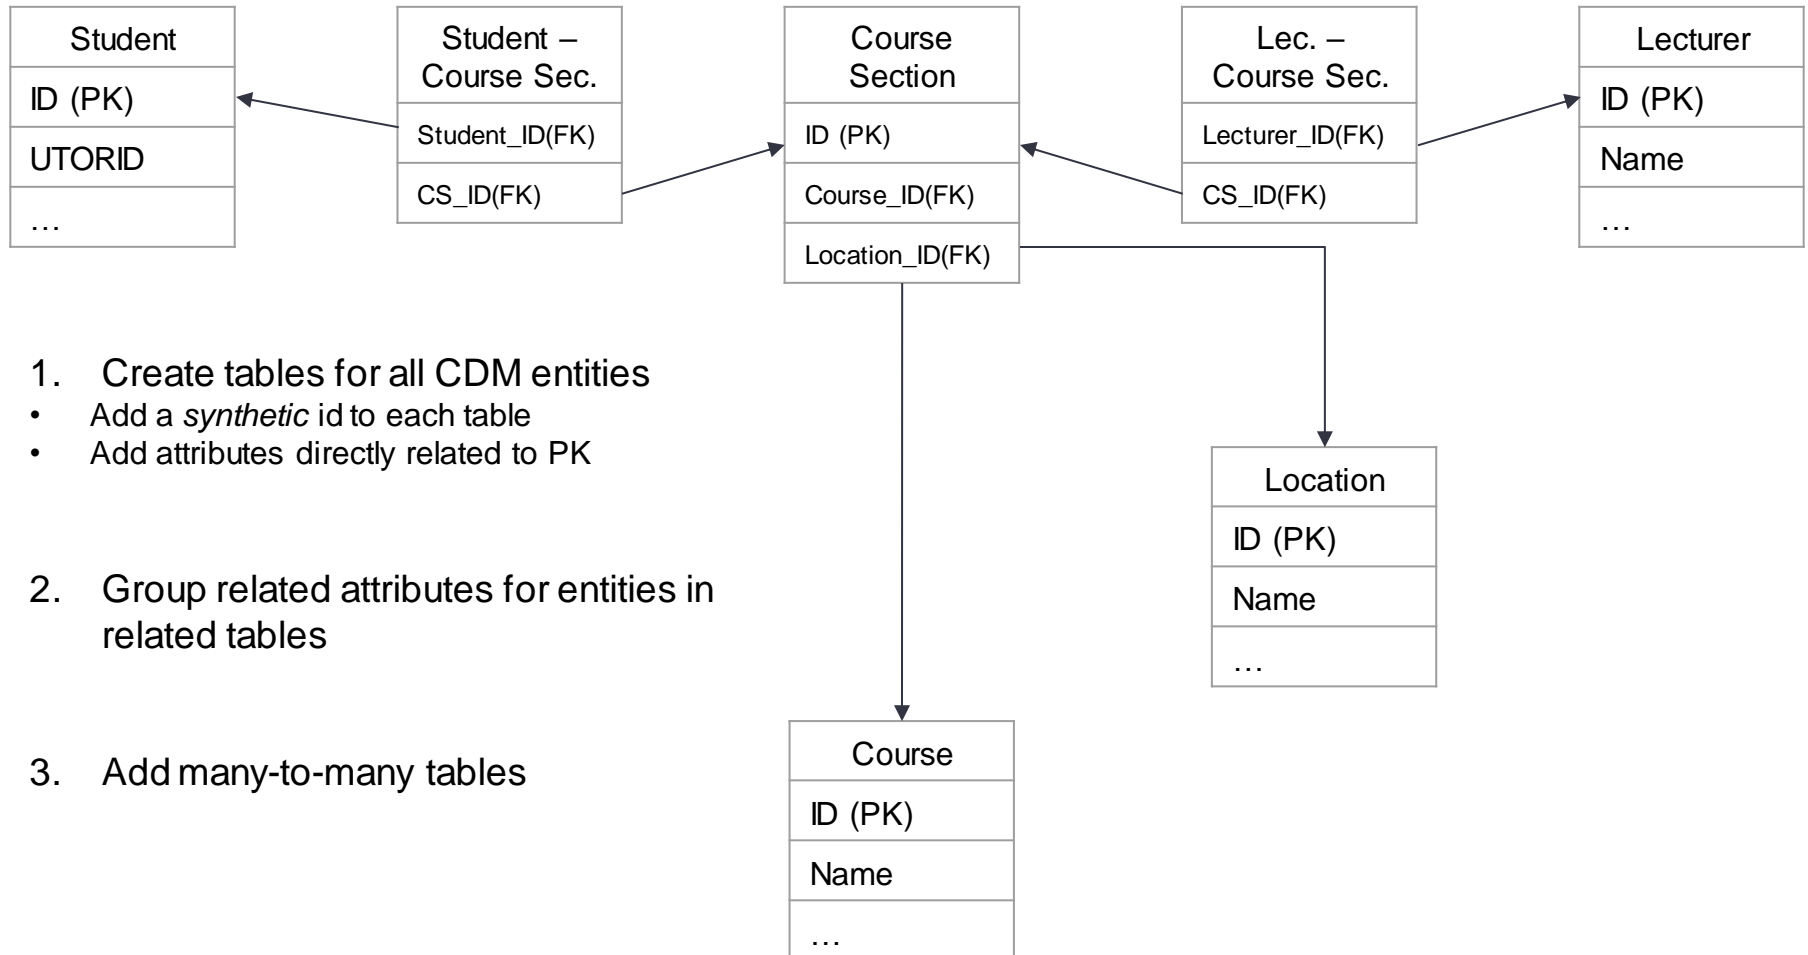 Student
ID (PK)
UTORID
…
Student –
Course Sec.
Student_ID(FK)
CS_ID(FK)
Course
Section
ID (PK)
Course_ID(FK)
Location_ID(FK)
Lec. –
Course Sec.
Lecturer_ID(FK)
CS_ID(FK)
Lecturer
ID (PK)
Name
…
1. Create tables for all CDM entities
• Add a synthetic id to each table
• Add attributes directly related to PK
2. Group related attributes for entities in
related tables
3. Add many-to-many tables
Location
ID (PK)
Name
…
Course
ID (PK)
Name
…